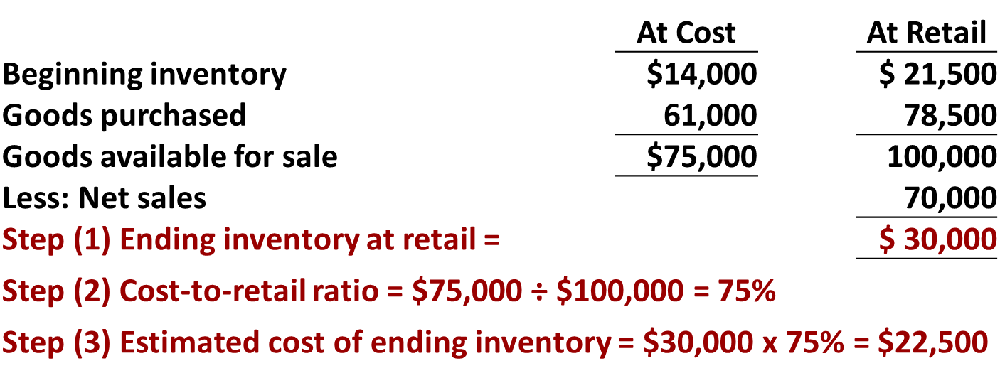 At Cost At Retail
Beginning inventory $14,000 $ 21,500
Goods purchased 61,000 78,500
Goods available for sale $75,000 100,000
Less: Net sales 70,000
Step (1) Ending inventory at retail = $ 30,000
Step (2) Cost-to-retail ratio = $75,000 ÷ $100,000 = 75%
Step (3) Estimated cost of ending inventory = $30,000 x 75% = $22,500